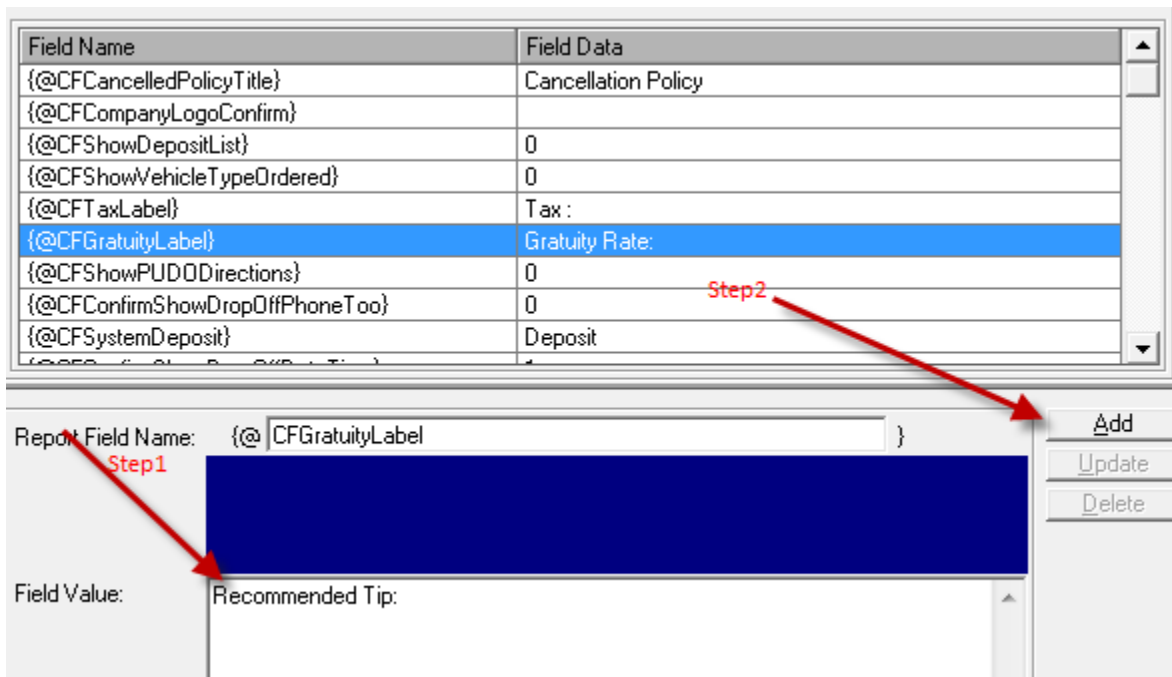 Field Name Field Data
{@CFCancelledPolicyTitle} Cancellation Policy
{@CFCompanyLogoConfirm}
{@CFShowDepositList} 0
{@CFShowVehicleTypeOrdered} 0
{@CFTaxLabel} Tax :
{@CFGratuityLabel} Gratuity Rate:
{@CFShowPUDODirections} 0
{@CFConfirmShowDropOffPhoneToo} 0
Step2
{@CFSystemDeposit} Deposit
Report Field Name: {@ CFGratuityLabel } Add
Step1
Update
Delete
Field Value: Recommended Tip: